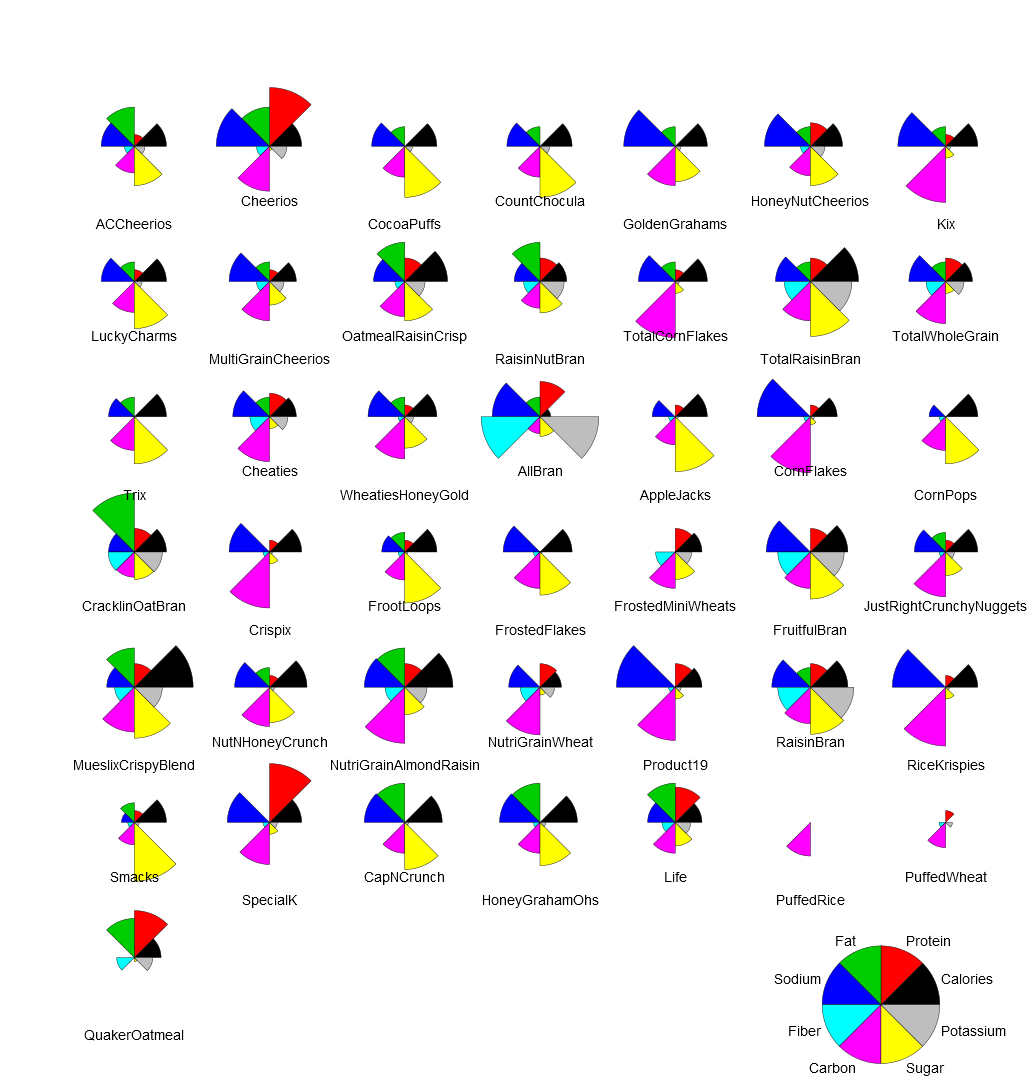 Cheerios
CountChocula
HoneyNutCheerios
ACCheerios
CocoaPuffs
GoldenGrahams
Kix
LuckyCharms
OatmealRaisinCrisp
TotalCornFlakes
TotalWholeGrain
MultiGrainCheerios
RaisinNutBran
TotalRaisinBran
Cheaties
AllBran
CornFlakes
Trix
WheatiesHoneyGold
AppleJacks
CornPops
CracklinOatBran
FrootLoops
FrostedMiniWheats
JustRightCrunchyNuggets
Crispix
FrostedFlakes
FruitfulBran
NutNHoneyCrunch
NutriGrainWheat
RaisinBran
MueslixCrispyBlend
NutriGrainAlmondRaisin
Product19
RiceKrispies
Smacks
CapNCrunch
Life
PuffedWheat
SpecialK
HoneyGrahamOhs
PuffedRice
QuakerOatmeal
Fat
Protein
Sodium
Calories
Fiber
Potassium
Carbon
Sugar